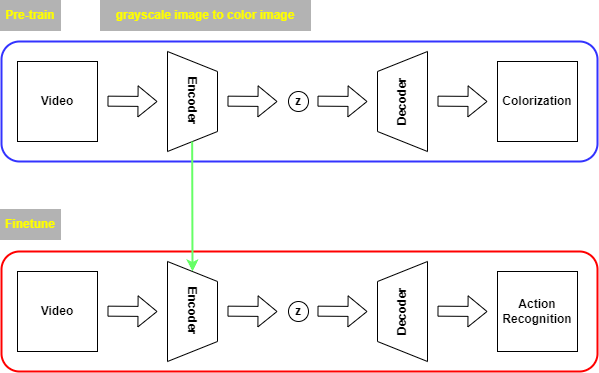 Pre-train
grayscale image to color image
Video
Encoder
z
Decoder
Colorization
Finetune
Video
Encoder
z
Decoder
Action
Recognition